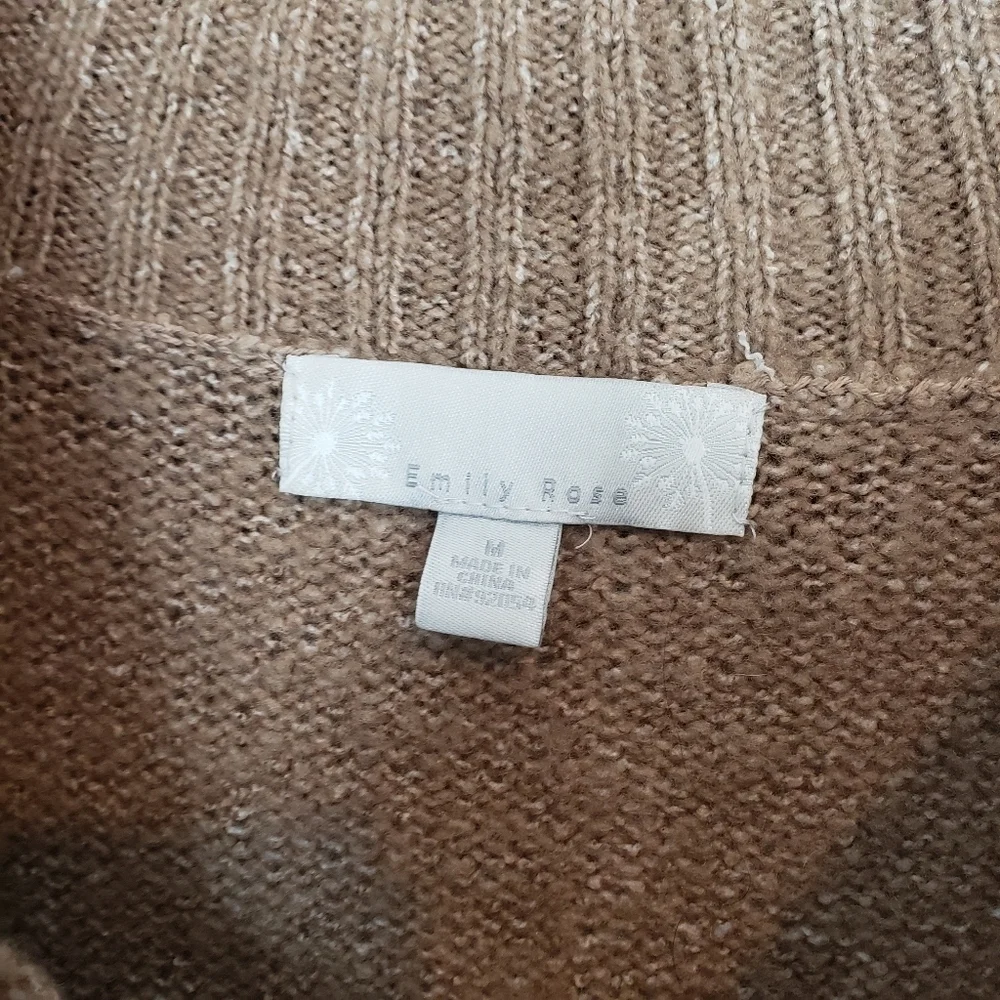 Emily Rose
M
MADE IN
CHINA
RN#92054